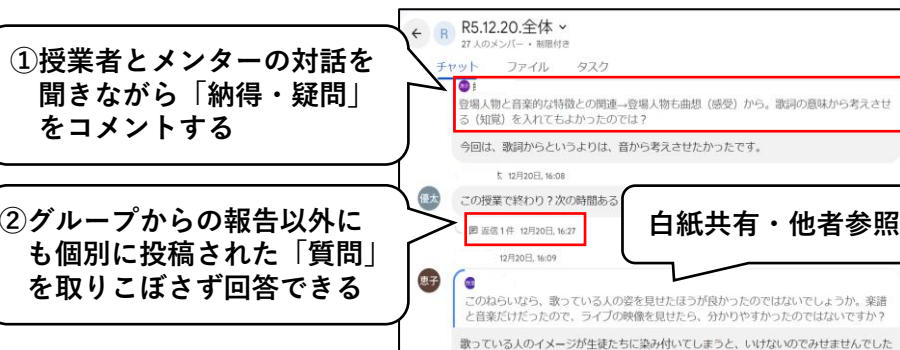 ①授業者とメンターの対話を
聞きながら「納得・疑問」
をコメントする
②グループからの報告以外に
も個別に投稿された「質問」
を取りこぼさず回答できる
R R5.12.20.全体
27 人のメンバー・制限付き
チャット ファイル タスク
登場人物と音楽的な特徴との関連→登場人物も曲想（感受）から。歌詞の意味から考えさせ
る（知覚）を入れてもよかったのでは？
今回は、歌詞からというよりは、音から考えさせたかったです。
12月20日, 16:08
優太 この授業で終わり？次の時間ある
返信 1 件 12月20日, 16:27
白紙共有・他者参照
12月20日, 16:09
恵子
このねらいなら、歌っている人の姿を見せたほうが良かったのではないでしょうか。楽譜
と音楽だけだったので、ライブの映像を見せたら、分かりやすかったのではないですか？
歌っている人のイメージが生徒たちに染み付いてしまうと、いけないのでみせませんでした